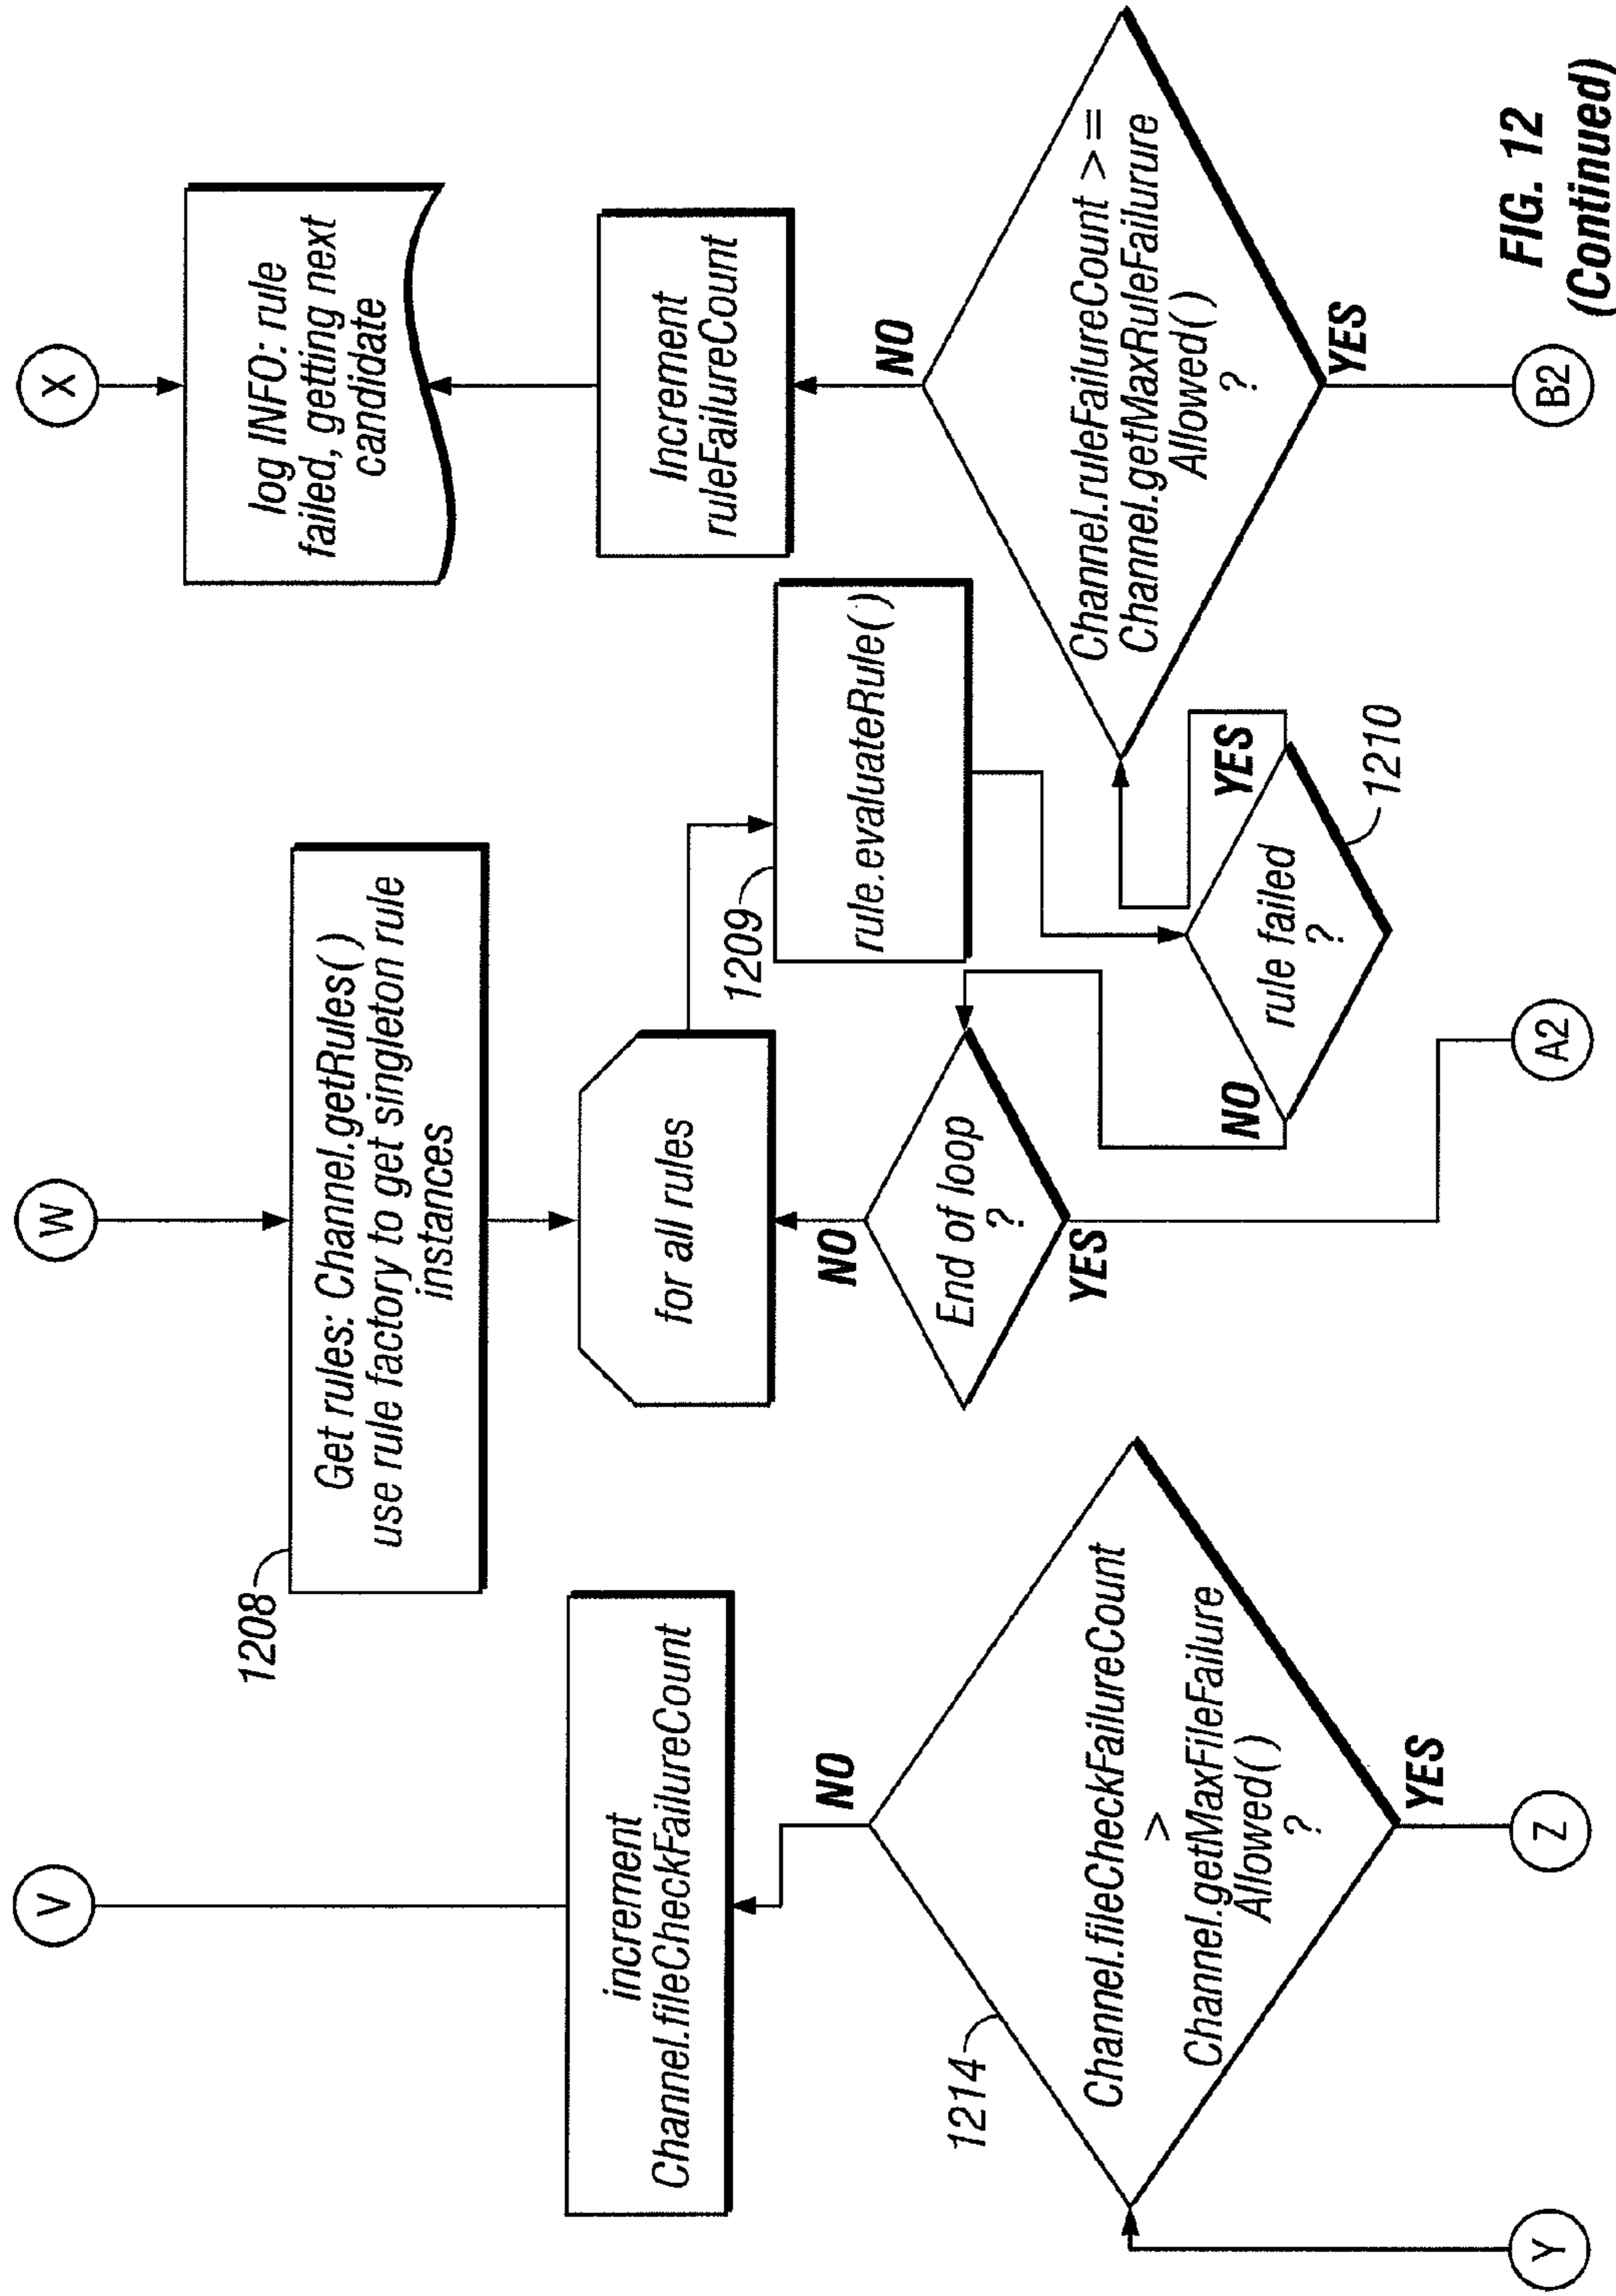 V
W
X
1208
Get rules: Channel.getRules( )
use rule factory to get singleton rule
instances
log INFO: rule
failed, getting next
candidate
increment
Channel.fileCheckFailureCount
for all rules
1209
rule.evaluateRule( )
Increment
ruleFailureCount
NO
NO
NO
1214
Channel.fileCheckFailureCount
>
Channel.getMaxFileFailure
Allowed( )
?
End of loop
?
YES
NO
rule failed
?
YES
1210
Channel.ruleFailureCount >=
Channel.getMaxRuleFailurure
Allowed( )
?
YES
YES
Y
Z
A2
B2
FIG. 12
(Continued)